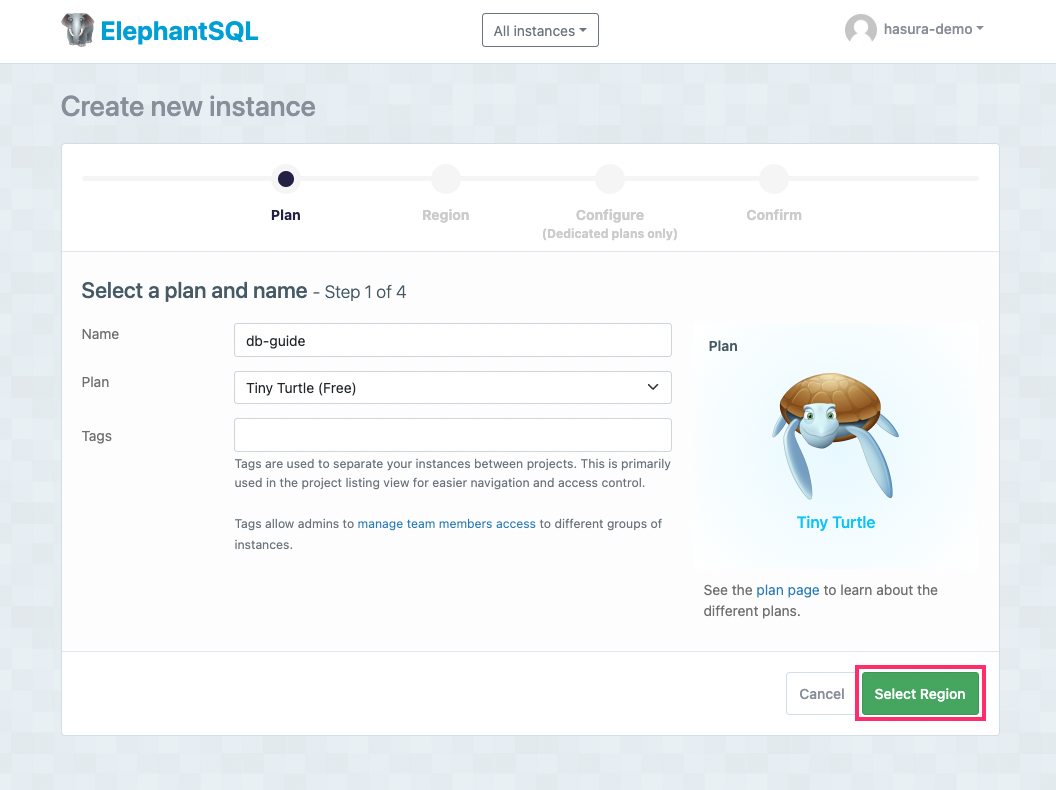 ElephantSQL
All instances
hasura-demo
Create new instance
Plan
Region
Configure
(Dedicated plans only)
Confirm
Select a plan and name - Step 1 of 4
Name
db-guide
Plan
Tiny Turtle (Free)
Tags
Tags are used to separate your instances between projects. This is primarily
used in the project listing view for easier navigation and access control.
Tags allow admins to manage team members access to different groups of
instances.
Plan
Tiny Turtle
See the plan page to learn about the
different plans.
Cancel
Select Region